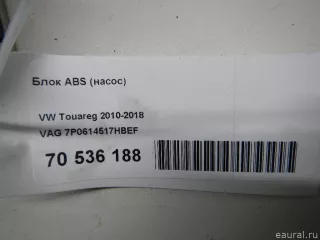 Блок ABS (насос)
VW Touareg 2010-2018
VAG 7P0614517HBEF
70 536 188
eaural.ru